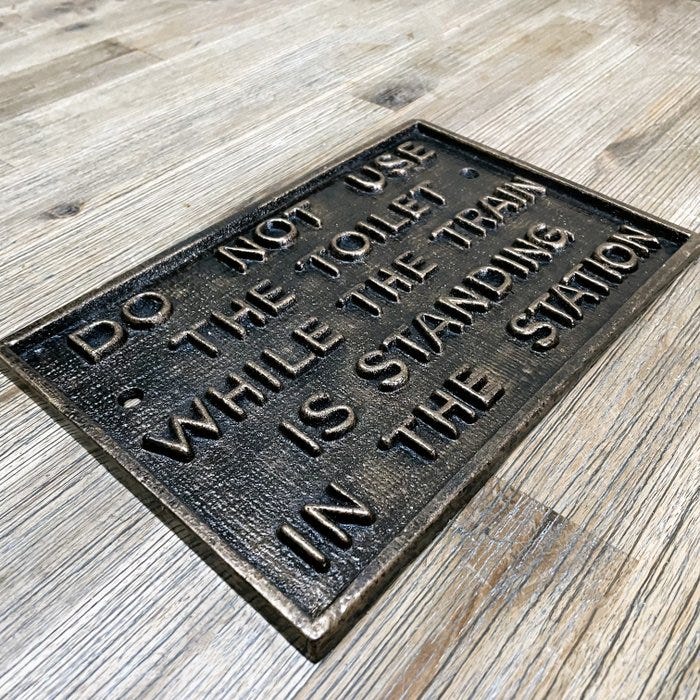 DO NOT USE
THE TOILET
WHILE THE TRAIN
IS STANDING
IN THE STATION